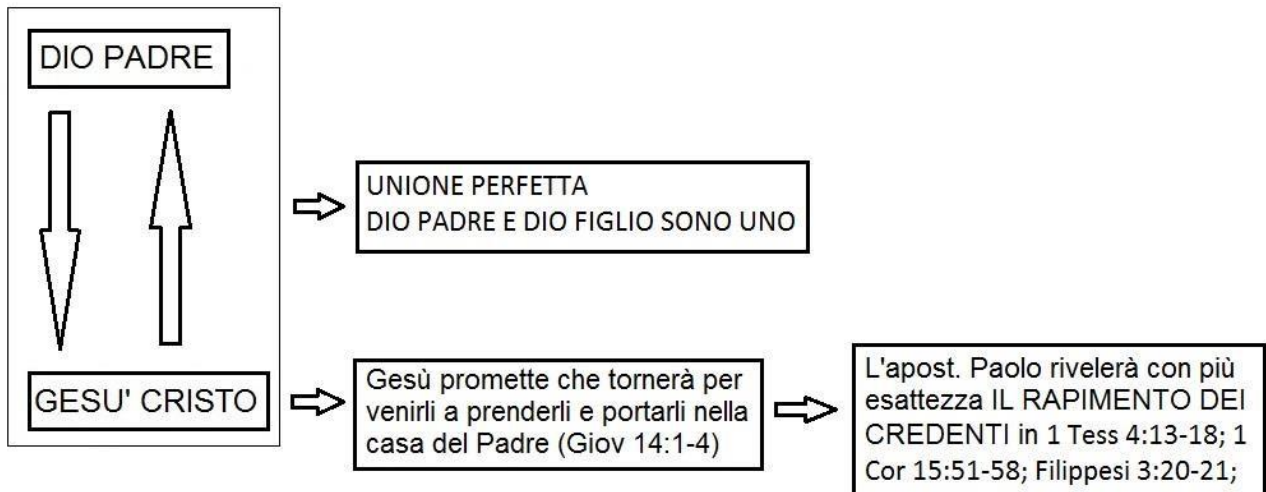 DIO PADRE
UNIONE PERFETTA
DIO PADRE E DIO FIGLIO SONO UNO
GESU' CRISTO
Gesù promette che tornerà per
venirli a prenderli e portarli nella
casa del Padre (Giov 14:1-4)
L'apost. Paolo rivelerà con più
esattezza IL RAPIMENTO DEI
CREDENTI in 1 Tess 4:13-18; 1
Cor 15:51-58; Filippesi 3:20-21;